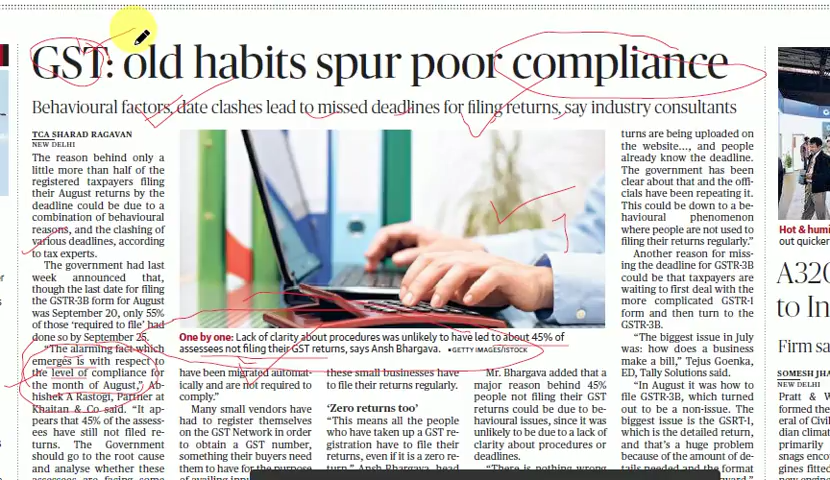 GST: old habits spur poor compliance
Behavioural factors, date clashes lead to missed deadlines for filing returns, say industry consultants
TCA SHARAD RAGAVAN
NEW DELHI
The reason behind only a
little more than half of the
registered taxpayers filing
their August returns by the
deadline could be due to a
combination of behavioural
reasons, and the clashing of
various deadlines, according
to tax experts.
The government had last
week announced that,
though the last date for filing
the GSTR-3B form for August
was September 20, only 55%
of those 'required to file' had
done so by September 25.
"The alarming fact which
emerges is with respect to
the level of compliance for
the month of August," Ab-
hishek A Rastogi, Partner at
Khaitan & Co said. "It ap-
pears that 45% of the assess-
ees have still not filed re-
turns. The Government
should go to the root cause
and analyse whether these
assessees are facing some
One by one: Lack of clarity about procedures was unlikely to have led to about 45% of
assessees not filing their GST returns, says Ansh Bhargava. •GETTY IMAGES/ISTOCK
have been migrated automat-
ically and are not required to
comply."
Many small vendors have
had to register themselves
on the GST Network in order
to obtain a GST number,
something their buyers need
them to have for the purpose
of availing
these small businesses have
to file their returns regularly.
'Zero returns too'
"This means all the people
who have taken up a GST re-
gistration have to file their
returns, even if it is a zero re-
turn," Ansh Bhargava, head
Mr. Bhargava added that a
major reason behind 45%
people not filing their GST
returns could be due to be-
havioural issues, since it was
unlikely to be due to a lack of
clarity about procedures or
deadlines.
"There is nothing wrong
turns are being uploaded on
the website..., and people
already know the deadline.
The government has been
clear about that and the offi-
cials have been repeating it.
This could be down to a be-
havioural phenomenon
where people are not used to
filing their returns regularly."
Another reason for miss-
ing the deadline for GSTR-3B
could be that taxpayers are
waiting to first deal with the
more complicated GSTR-1
form and then turn to the
GSTR-3B.
"The biggest issue in July
was: how does a business
make a bill," Tejus Goenka,
ED, Tally Solutions said.
"In August it was how to
file GSTR-3B, which turned
out to be a non-issue. The
biggest issue is the GSRT-1,
which is the detailed return,
and that's a huge problem
because of the amount of de-
tails needed and the format
Hot & humi
out quicker
A320
to In
Firm sa
SOMESH JHA
NEW DELHI
Pratt & W
formed the
eral of Civil
dian climat
primarily
snags enco
gines fitted